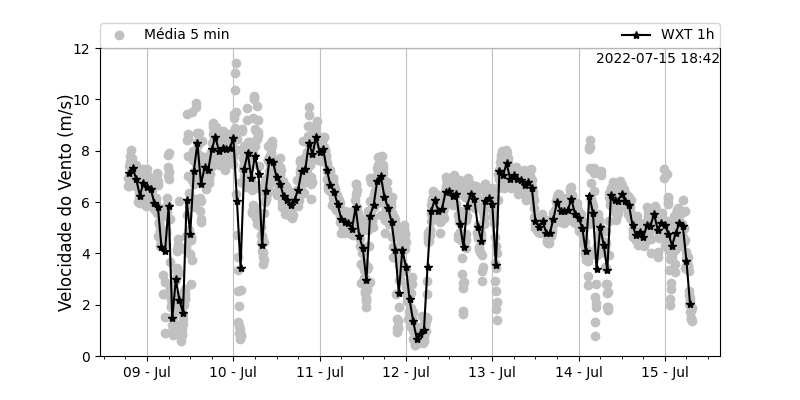 Média 5 min
WXT 1h
2022-07-15 18:42
Velocidade do Vento (m/s)
12
10
8
6
4
2
0
09 - Jul
10 - Jul
11 - Jul
12 - Jul
13 - Jul
14 - Jul
15 - Jul